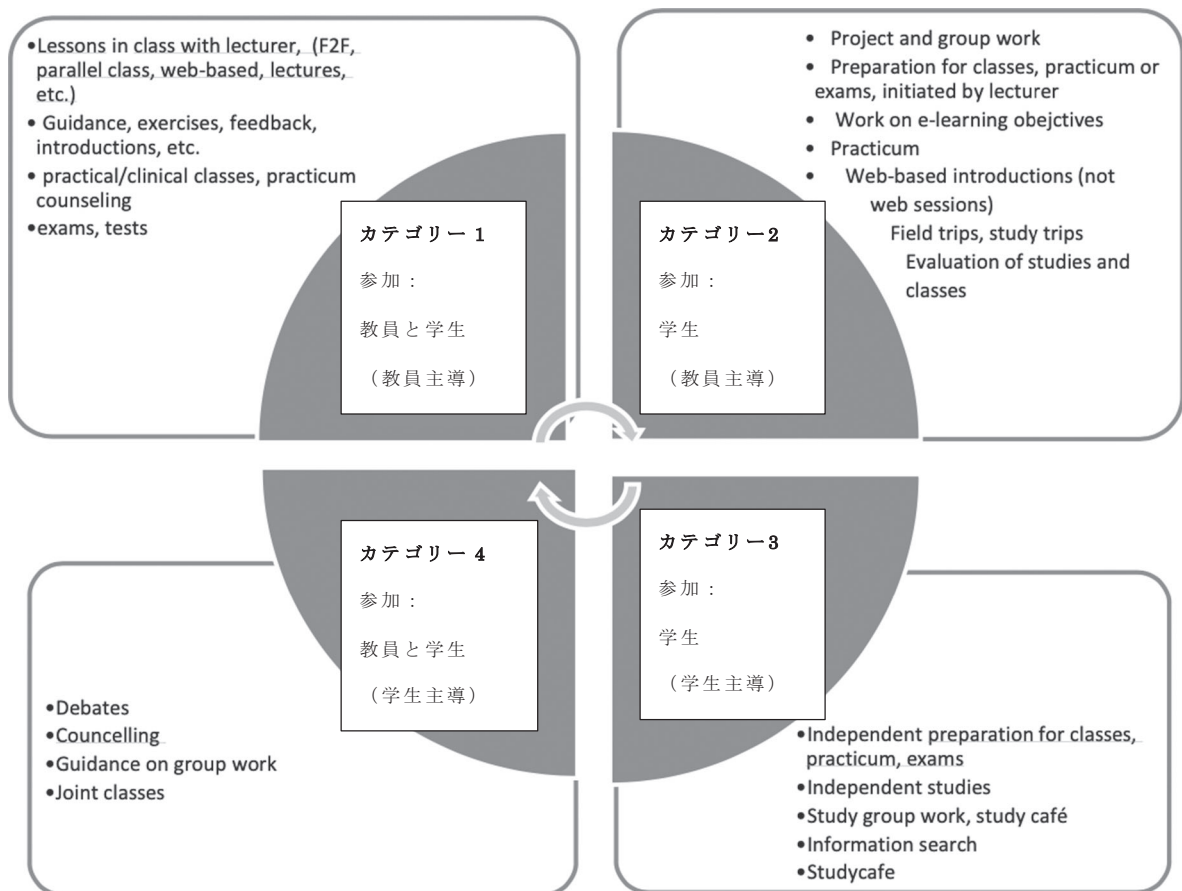 •Lessons in class with lecturer, (F2F,
parallel class, web-based, lectures,
etc.)
• Guidance, exercises, feedback,
introductions, etc.
• practical/clinical classes, practicum
counseling
•exams, tests
カテゴリー 1
参加：
教員と学生
（教員主導）
• Project and group work
• Preparation for classes, practicum or
exams, initiated by lecturer
• Work on e-learning obejctives
• Practicum
• Web-based introductions (not
web sessions)
Field trips, study trips
Evaluation of studies and
classes
カテゴリー2
参加：
学生
（教員主導）
カテゴリー 4
参加：
教員と学生
（学生主導）
•Debates
•Councelling
•Guidance on group work
•Joint classes
カテゴリー3
参加：
学生
（学生主導）
•Independent preparation for classes,
practicum, exams
•Independent studies
•Study group work, study café
•Information search
•Studycafe